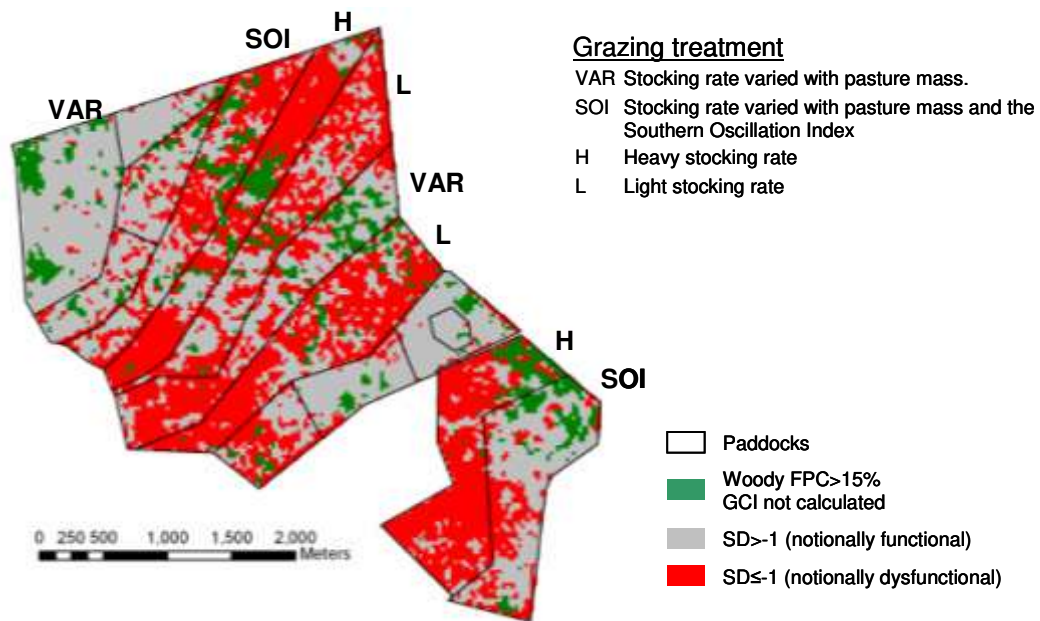 H
SOI
L
VAR
VAR
L
H
SOI
Grazing treatment
VAR Stocking rate varied with pasture mass.
SOI Stocking rate varied with pasture mass and the
Southern Oscillation Index
H Heavy stocking rate
L Light stocking rate
Paddocks
Woody FPC>15%
GCI not calculated
SD>-1 (notionally functional)
SD≤-1 (notionally dysfunctional)
0 250 500 1,000 1,500 2,000
Meters